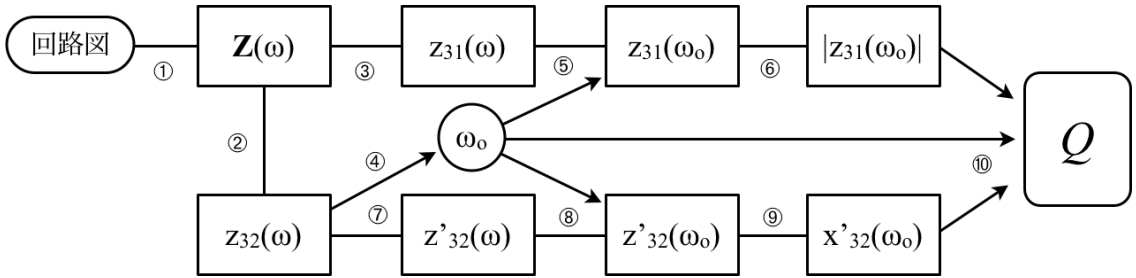 回路図
①
Z(ω)
③
z₃₁(ω)
⑤
z₃₁(ωₒ)
⑥
|z₃₁(ωₒ)|
②
④
ωₒ
⑩
Q
z₃₂(ω)
⑦
z’₃₂(ω)
⑧
z’₃₂(ωₒ)
⑨
x’₃₂(ωₒ)